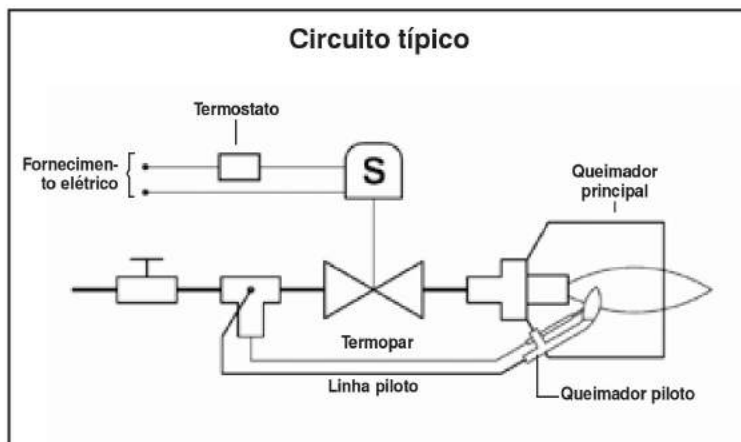 Circuito típico
Termostato
Fornecimen-
to elétrico
S
Queimador
principal
Termopar
Linha piloto
Queimador piloto